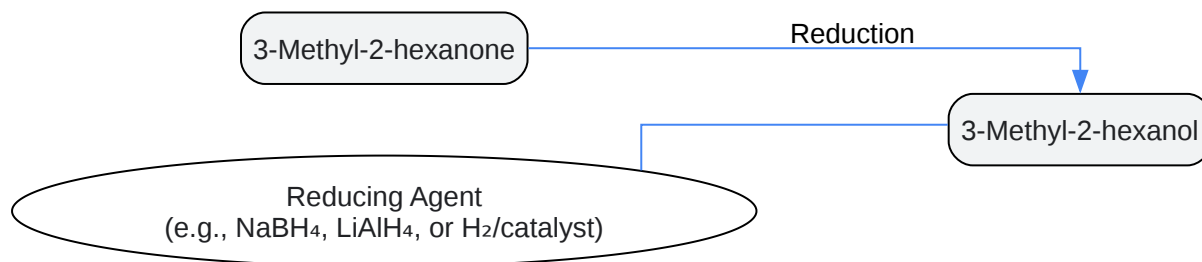 3-Methyl-2-hexanone
Reduction
3-Methyl-2-hexanol
Reducing Agent
(e.g., NaBH₄, LiAlH₄, or H₂/catalyst)